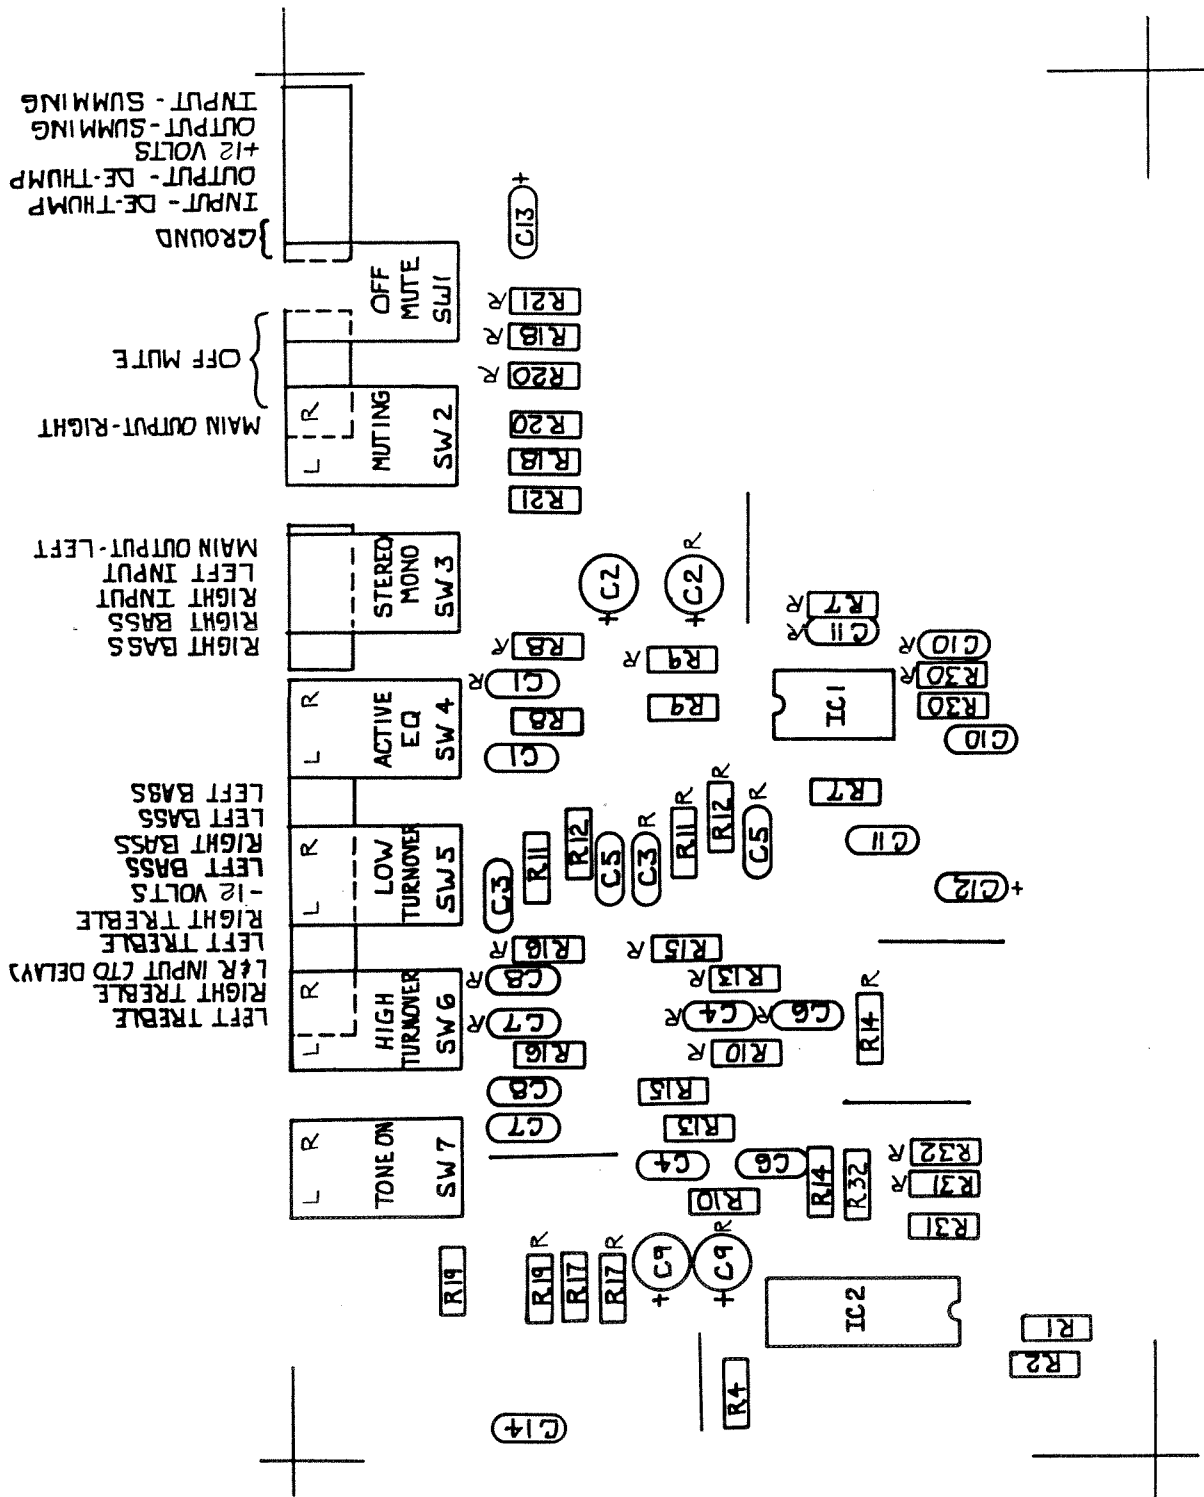 INPUT - SUMMING
OUTPUT - SUMMING
+12 VOLTS
OUTPUT - DE-THUMP
INPUT - DE-THUMP
GROUND
OFF MUTE
MAIN OUTPUT - RIGHT
MAIN OUTPUT - LEFT
LEFT INPUT
RIGHT INPUT
RIGHT BASS
RIGHT BASS
LEFT BASS
LEFT BASS
RIGHT BASS
LEFT BASS
-12 VOLTS
RIGHT TREBLE
LEFT TREBLE
L&R INPUT (TO DELAY)
RIGHT TREBLE
LEFT TREBLE
OFF
MUTE
SW1
L R
MUTING
SW2
STEREO
MONO
SW3
L R
ACTIVE
EQ
SW4
L R
LOW
TURNOVER
SW5
L R
HIGH
TURNOVER
SW6
L R
TONE ON
SW7
C13 +
R21 R
R18 R
R20 R
R20
R18
R21
C2 +
C2 + R
R8 R
C1 R
R8
C1
R9 R
R9
R7 R
C11 R
IC1
C10 R
R30 R
R30
C10
R7
C11
C12 +
C3
R11
R12
C5
C3 R
R11 R
R12 R
C5 R
R16 R
C8 R
C7 R
R16
C8
C7
R15 R
R13 R
C4 R
C6 R
R10 R
R14 R
R15
R13
C4
C6
R10
R14
R32
R32 R
R31 R
R31
R19
R19 R
R17
R17 R
C9 +
C9 + R
IC2
R1
R2
R4
C14 +